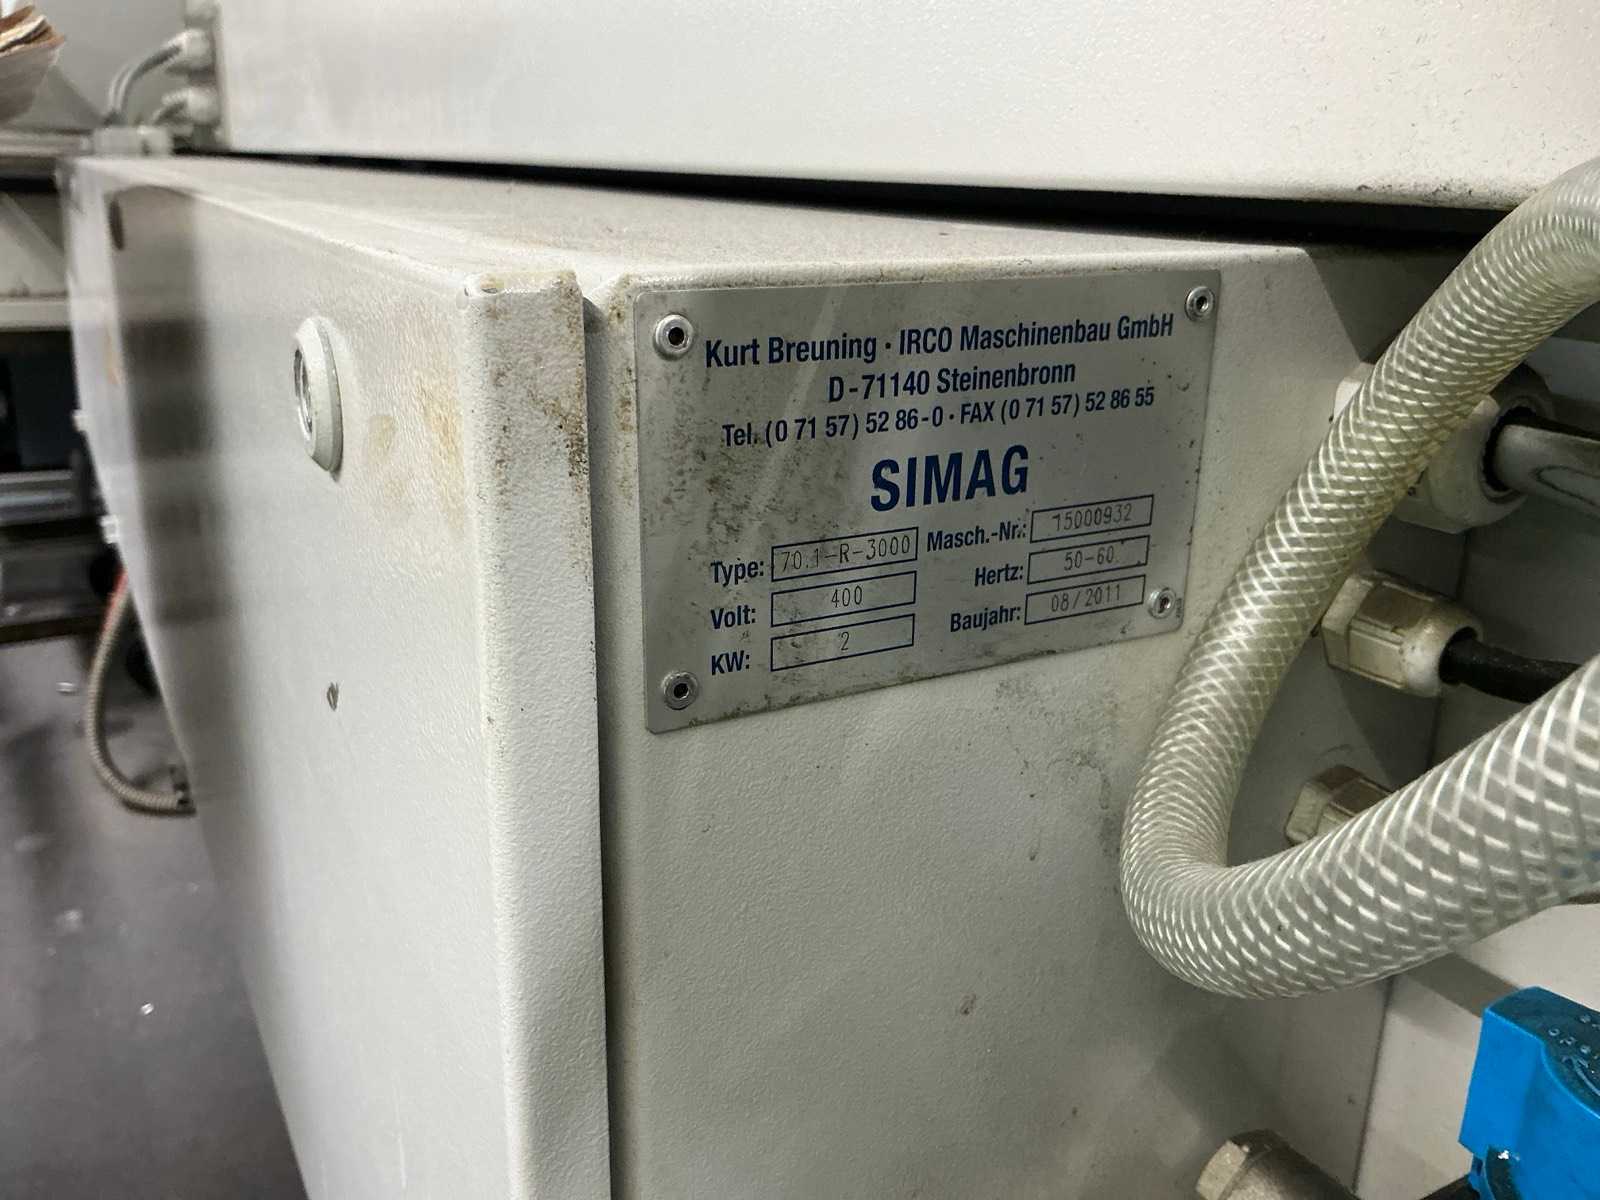 Kurt Breuning · IRCO Maschinenbau GmbH
D-71140 Steinenbronn
Tel. (0 71 57) 52 86-0 · FAX (0 71 57) 52 86 55
SIMAG
Type: 70.1-R-3000 Masch.-Nr.: 15000932
Volt: 400 Hertz: 50-60
KW: 2 Baujahr: 08/2011